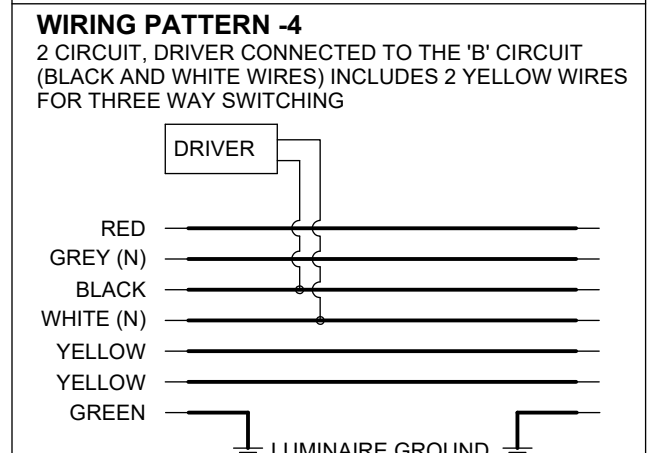 WIRING PATTERN -4
2 CIRCUIT, DRIVER CONNECTED TO THE 'B' CIRCUIT
(BLACK AND WHITE WIRES) INCLUDES 2 YELLOW WIRES
FOR THREE WAY SWITCHING
DRIVER
RED
GREY (N)
BLACK
WHITE (N)
YELLOW
YELLOW
GREEN
LUMINAIRE GROUND